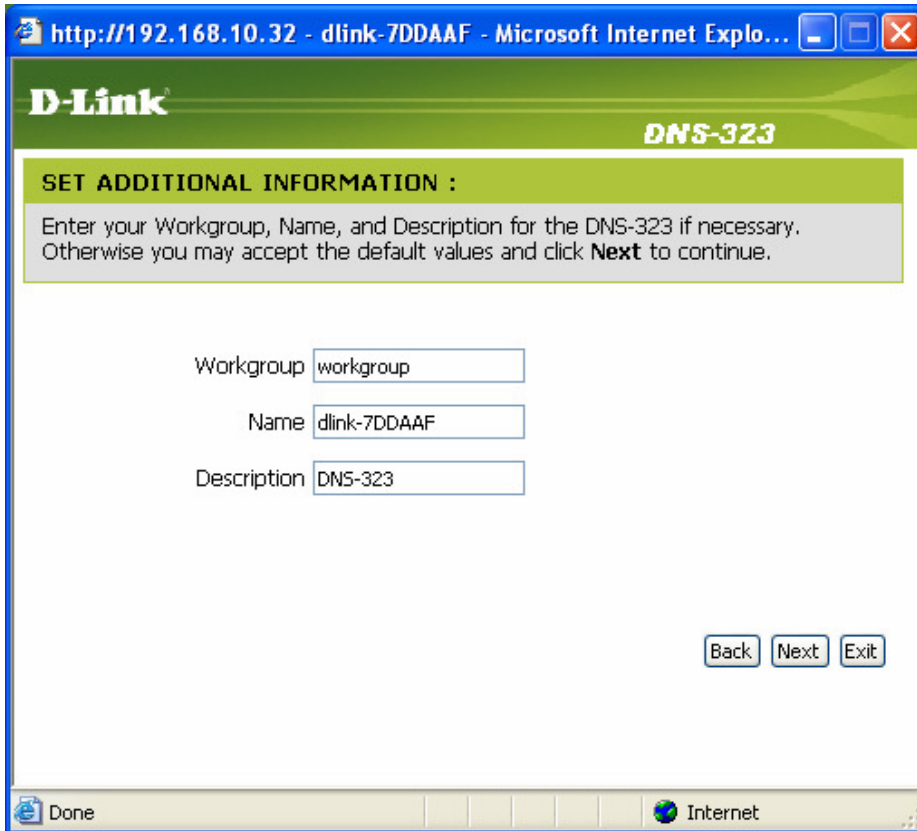 http://192.168.10.32 - dlink-7DDAAF - Microsoft Internet Explo...
D-Link
DNS-323
SET ADDITIONAL INFORMATION :
Enter your Workgroup, Name, and Description for the DNS-323 if necessary.
Otherwise you may accept the default values and click Next to continue.
Workgroup workgroup
Name dlink-7DDAAF
Description DNS-323
Back Next Exit
Done Internet